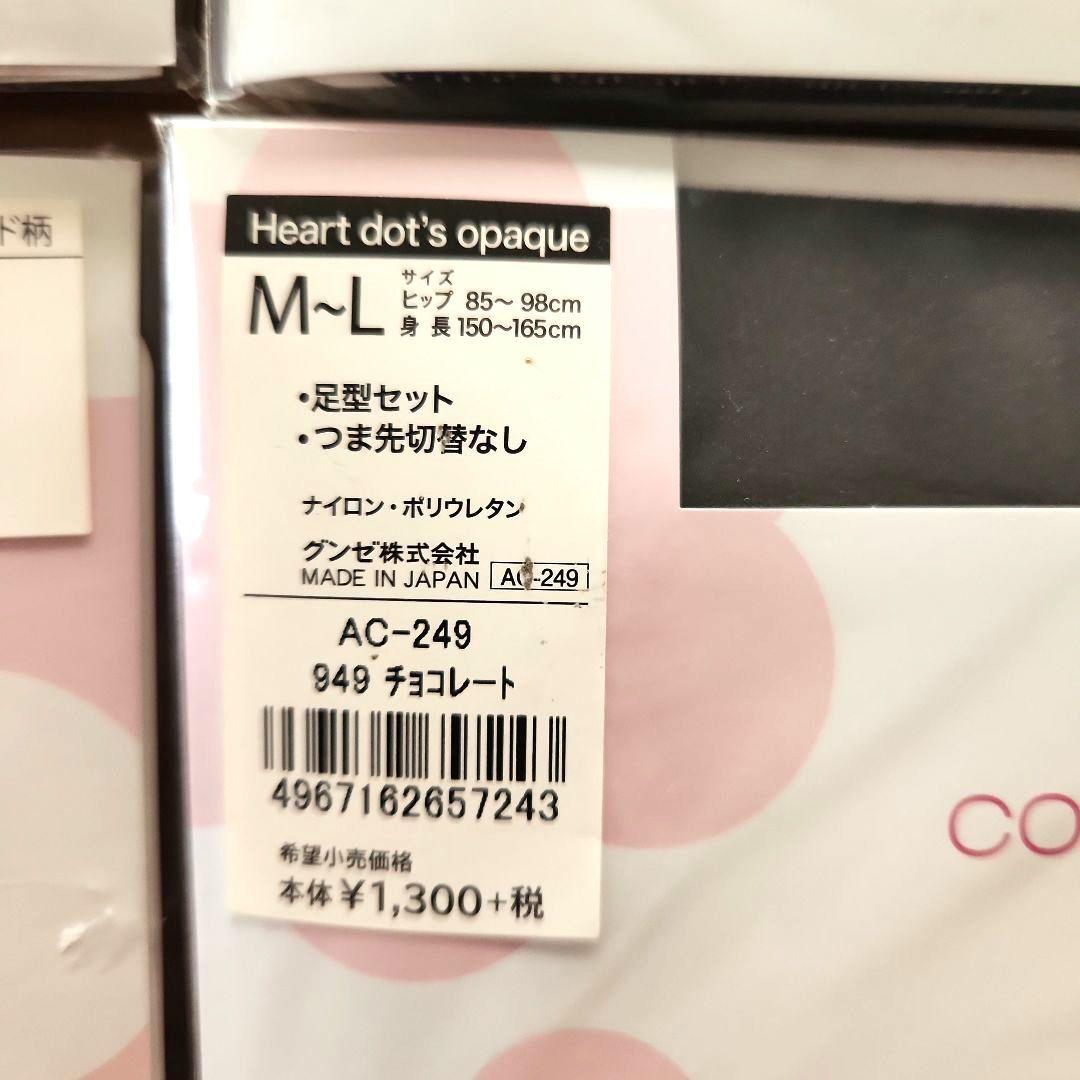 ド柄
Heart dot's opaque
M~L
サイズ
ヒップ 85～98cm
身長 150～165cm
・足型セット
・つま先切替なし
ナイロン・ポリウレタン
グンゼ株式会社
MADE IN JAPAN AC-249
AC-249
949 チョコレート
4967162657243
希望小売価格
本体￥1,300+税
CO